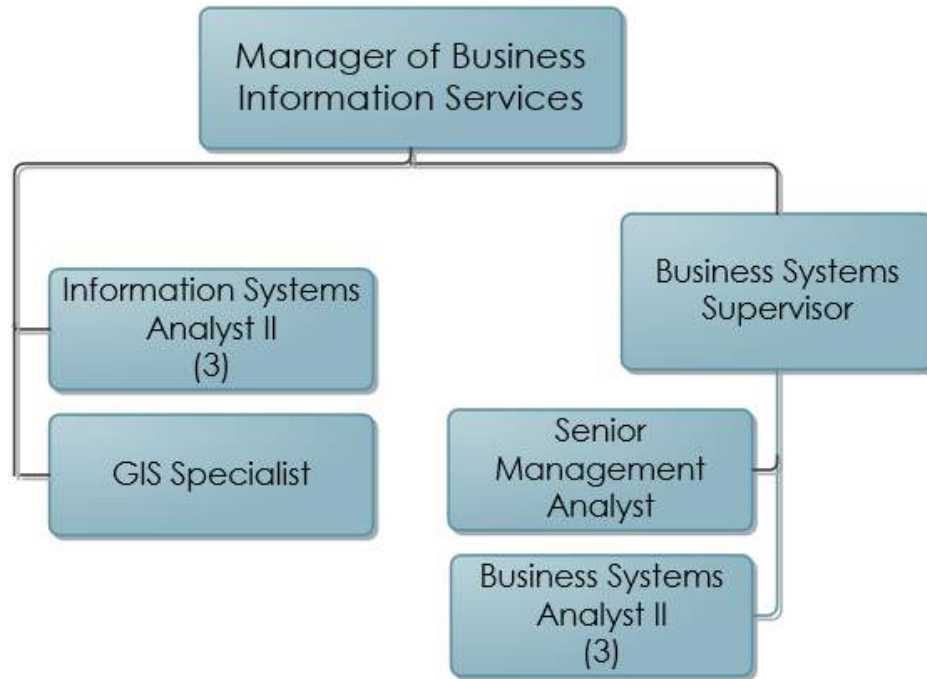 Manager of Business
Information Services
Information Systems
Analyst II
(3)
GIS Specialist
Business Systems
Supervisor
Senior
Management
Analyst
Business Systems
Analyst II
(3)